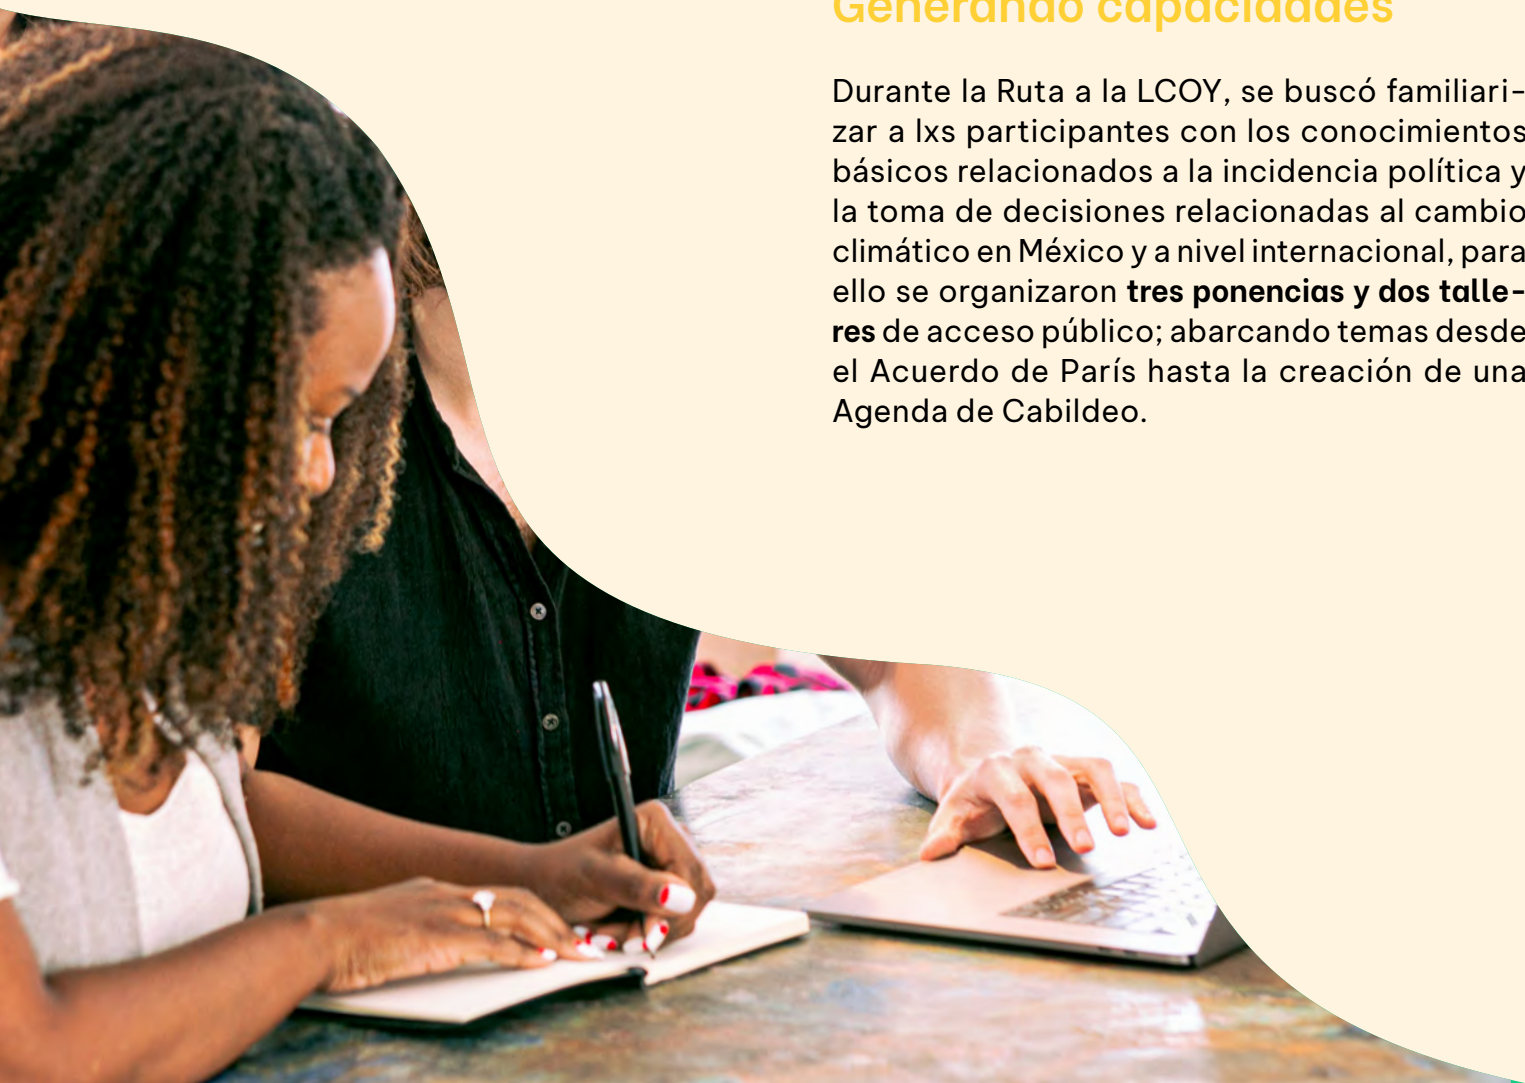 Generando capacidades
Durante la Ruta a la LCOY, se buscó familiari-
zar a lxs participantes con los conocimientos
básicos relacionados a la incidencia política y
la toma de decisiones relacionadas al cambio
climático en México y a nivel internacional, para
ello se organizaron tres ponencias y dos talle-
res de acceso público; abarcando temas desde
el Acuerdo de París hasta la creación de una
Agenda de Cabildeo.